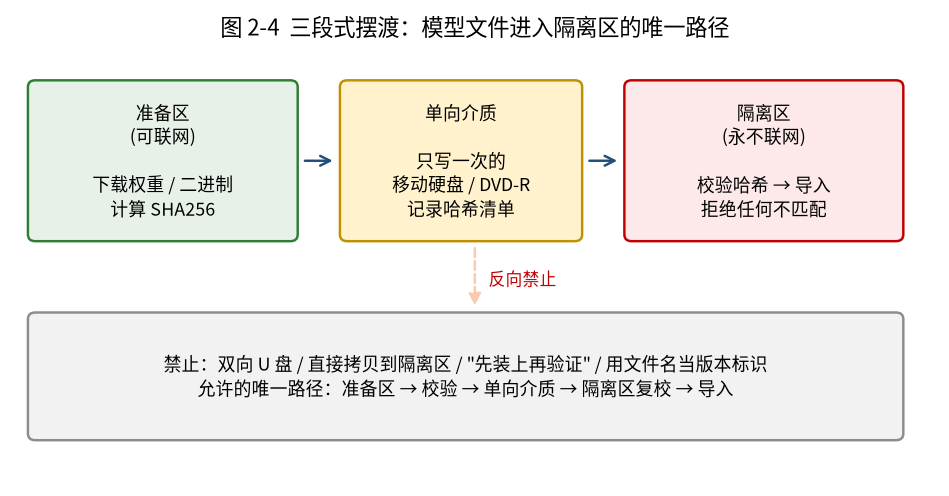 图 2-4 三段式摆渡：模型文件进入隔离区的唯一路径
准备区
(可联网)
下载权重 / 二进制
计算 SHA256
单向介质
只写一次的
移动硬盘 / DVD-R
记录哈希清单
隔离区
(永不联网)
校验哈希 → 导入
拒绝任何不匹配
反向禁止
禁止：双向 U 盘 / 直接拷贝到隔离区 / "先装上再验证" / 用文件名当版本标识
允许的唯一路径：准备区 → 校验 → 单向介质 → 隔离区复校 → 导入